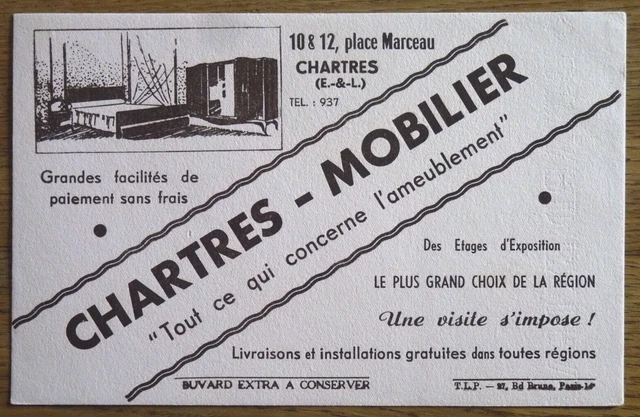 10 & 12, place Marceau
CHARTRES
(E.-&-L.)
TEL. : 937
Grandes facilités de
paiement sans frais
CHARTRES - MOBILIER
"Tout ce qui concerne l'ameublement"
Des Etages d'Exposition
LE PLUS GRAND CHOIX DE LA RÉGION
Une visite s'impose !
Livraisons et installations gratuites dans toutes régions
BUVARD EXTRA A CONSERVER
T.L.P. — 27, Bd Brune, Paris-14e